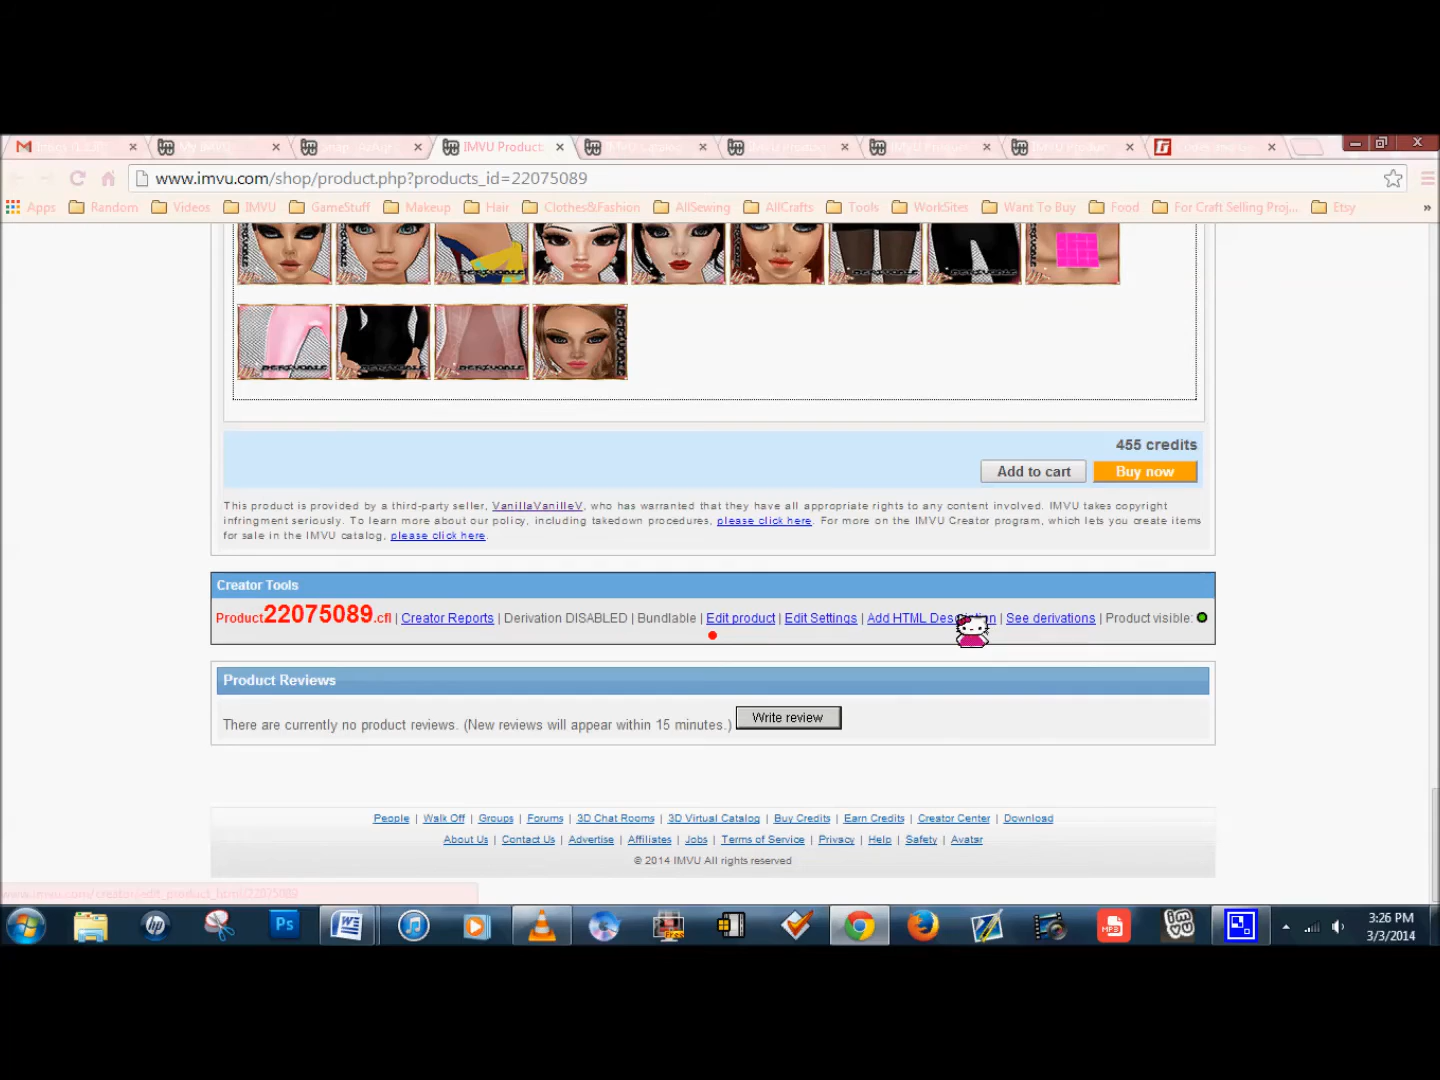 IMVU Product:
www.imvu.com/shop/product.php?products_id=22075089
Apps Random Videos IMVU GameStuff Makeup Hair Clothes&Fashion AllSewing AllCrafts Tools WorkSites Want To Buy Food For Craft Selling Proj... Etsy »
455 credits
Add to cart Buy now
This product is provided by a third-party seller, VanillaVanilleV, who has warranted that they have all appropriate rights to any content involved. IMVU takes copyright
infringment seriously. To learn more about our policy, including takedown procedures, please click here. For more on the IMVU Creator program, which lets you create items
for sale in the IMVU catalog, please click here.
Creator Tools
Product22075089.cfl | Creator Reports | Derivation DISABLED | Bundlable | Edit product | Edit Settings | Add HTML | See derivations | Product visible:
Product Reviews
There are currently no product reviews. (New reviews will appear within 15 minutes.) Write review
People | Walk Off | Groups | Forums | 3D Chat Rooms | 3D Virtual Catalog | Buy Credits | Earn Credits | Creator Center | Download
About Us | Contact Us | Advertise | Affiliates | Jobs | Terms of Service | Privacy | Help | Safety | Avatar
© 2014 IMVU All rights reserved
www.imvu.com/creator/edit_product_html/22075089
3:26 PM
3/3/2014